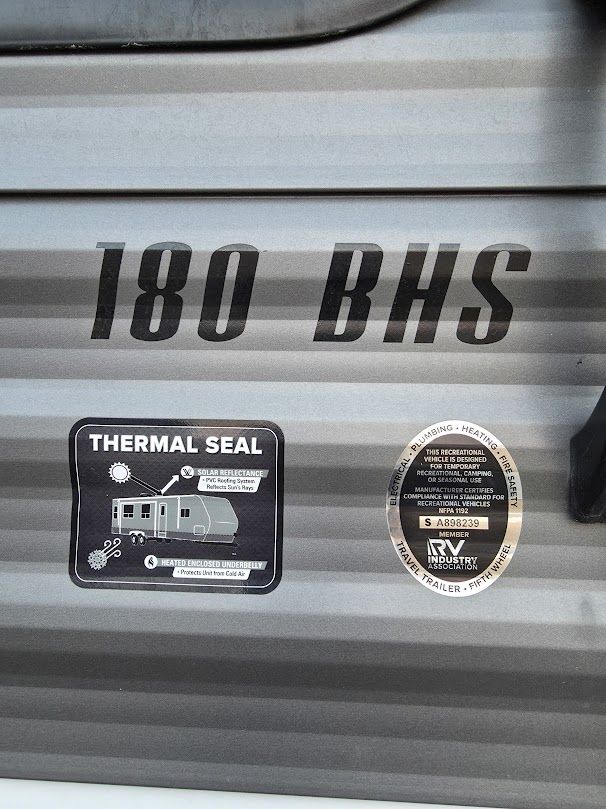 180 BHS
THERMAL SEAL
SOLAR REFLECTANCE
• PVC Roofing System
Reflects Sun's Rays
HEATED ENCLOSED UNDERBELLY
• Protects Unit from Cold Air
ELECTRICAL • PLUMBING • HEATING • FIRE SAFETY
THIS RECREATIONAL
VEHICLE IS DESIGNED
FOR TEMPORARY
RECREATIONAL, CAMPING,
OR SEASONAL USE
MANUFACTURER CERTIFIES
COMPLIANCE WITH STANDARD FOR
RECREATIONAL VEHICLES
NFPA 1192
S A898239
MEMBER
RV
INDUSTRY
ASSOCIATION
TRAVEL TRAILER • FIFTH WHEEL